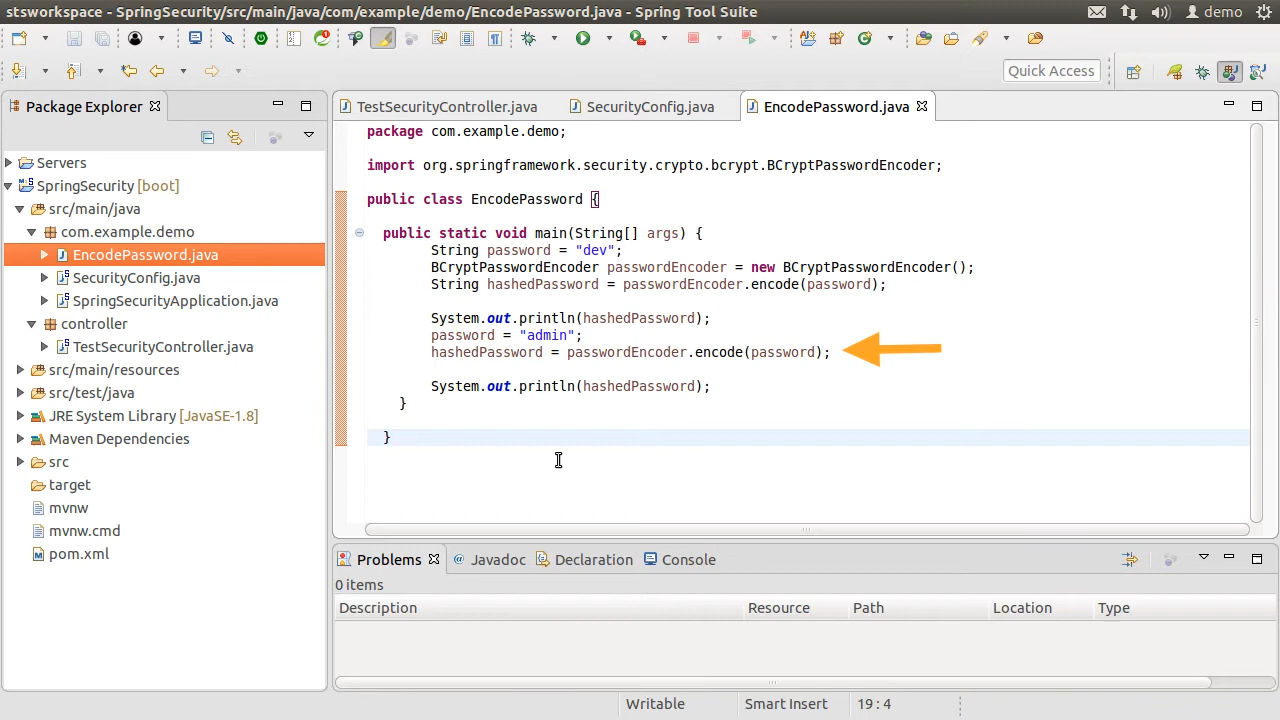 stsworkspace - SpringSecurity/src/main/java/com/example/demo/EncodePassword.java - Spring Tool Suite
demo
Quick Access
Package Explorer
TestSecurityController.java
SecurityConfig.java
EncodePassword.java
Servers
SpringSecurity [boot]
src/main/java
com.example.demo
EncodePassword.java
SecurityConfig.java
SpringSecurityApplication.java
controller
TestSecurityController.java
src/main/resources
src/test/java
JRE System Library [JavaSE-1.8]
Maven Dependencies
src
target
mvnw
mvnw.cmd
pom.xml
package com.example.demo;
import org.springframework.security.crypto.bcrypt.BCryptPasswordEncoder;
public class EncodePassword {
public static void main(String[] args) {
String password = "dev";
BCryptPasswordEncoder passwordEncoder = new BCryptPasswordEncoder();
String hashedPassword = passwordEncoder.encode(password);
System.out.println(hashedPassword);
password = "admin";
hashedPassword = passwordEncoder.encode(password);
System.out.println(hashedPassword);
}
}
Problems
@ Javadoc
Declaration
Console
0 items
Description Resource Path Location Type
Writable Smart Insert 19 : 4